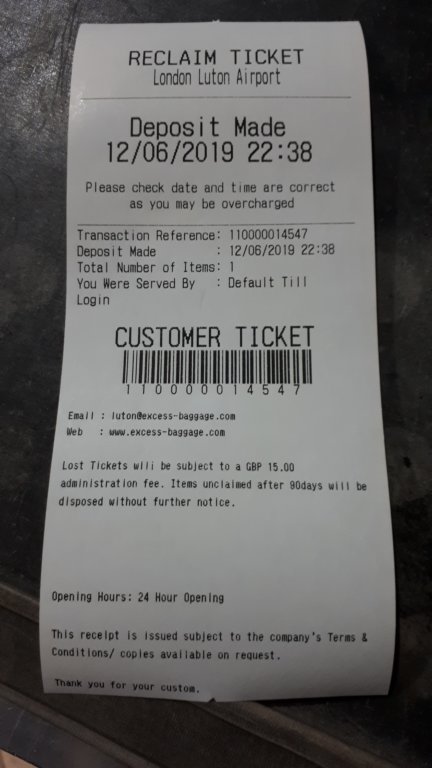 RECLAIM TICKET
London Luton Airport
Deposit Made
12/06/2019 22:38
Please check date and time are correct
as you may be overcharged
Transaction Reference: 110000014547
Deposit Made : 12/06/2019 22:38
Total Number of Items: 1
You Were Served By : Default Till
Login
CUSTOMER TICKET
110000014547
Email : luton@excess-baggage.com
Web : www.excess-baggage.com
Lost Tickets will be subject to a GBP 15.00
administration fee. Items unclaimed after 90days will be
disposed without further notice.
Opening Hours: 24 Hour Opening
This receipt is issued subject to the company's Terms &
Conditions/ copies available on request.
Thank you for your custom.